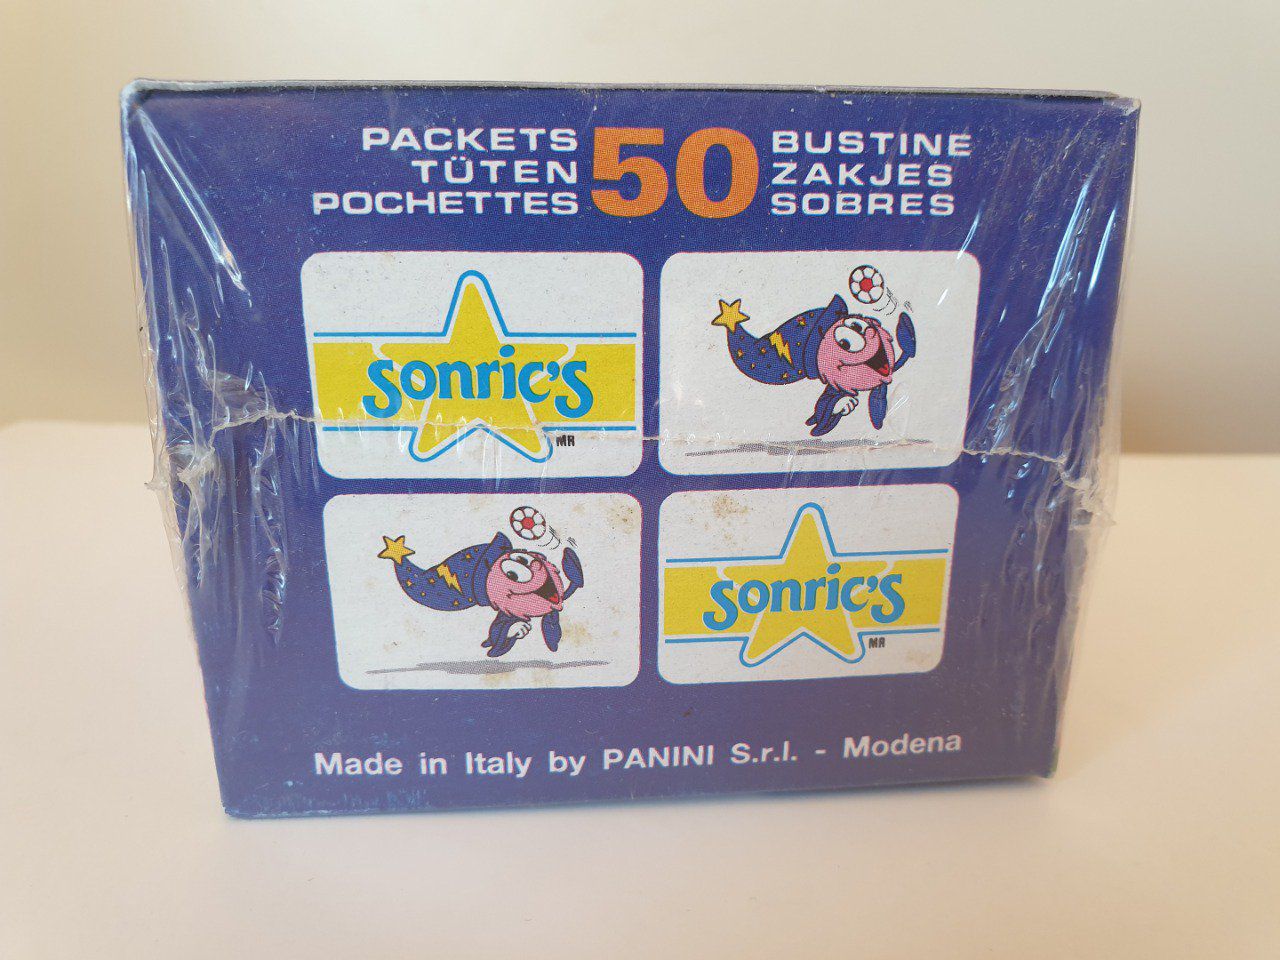 PACKETS 50 BUSTINE
TÜTEN ZAKJES
POCHETTES SOBRES
sonric's
MR
sonric's
MR
Made in Italy by PANINI S.r.l. - Modena